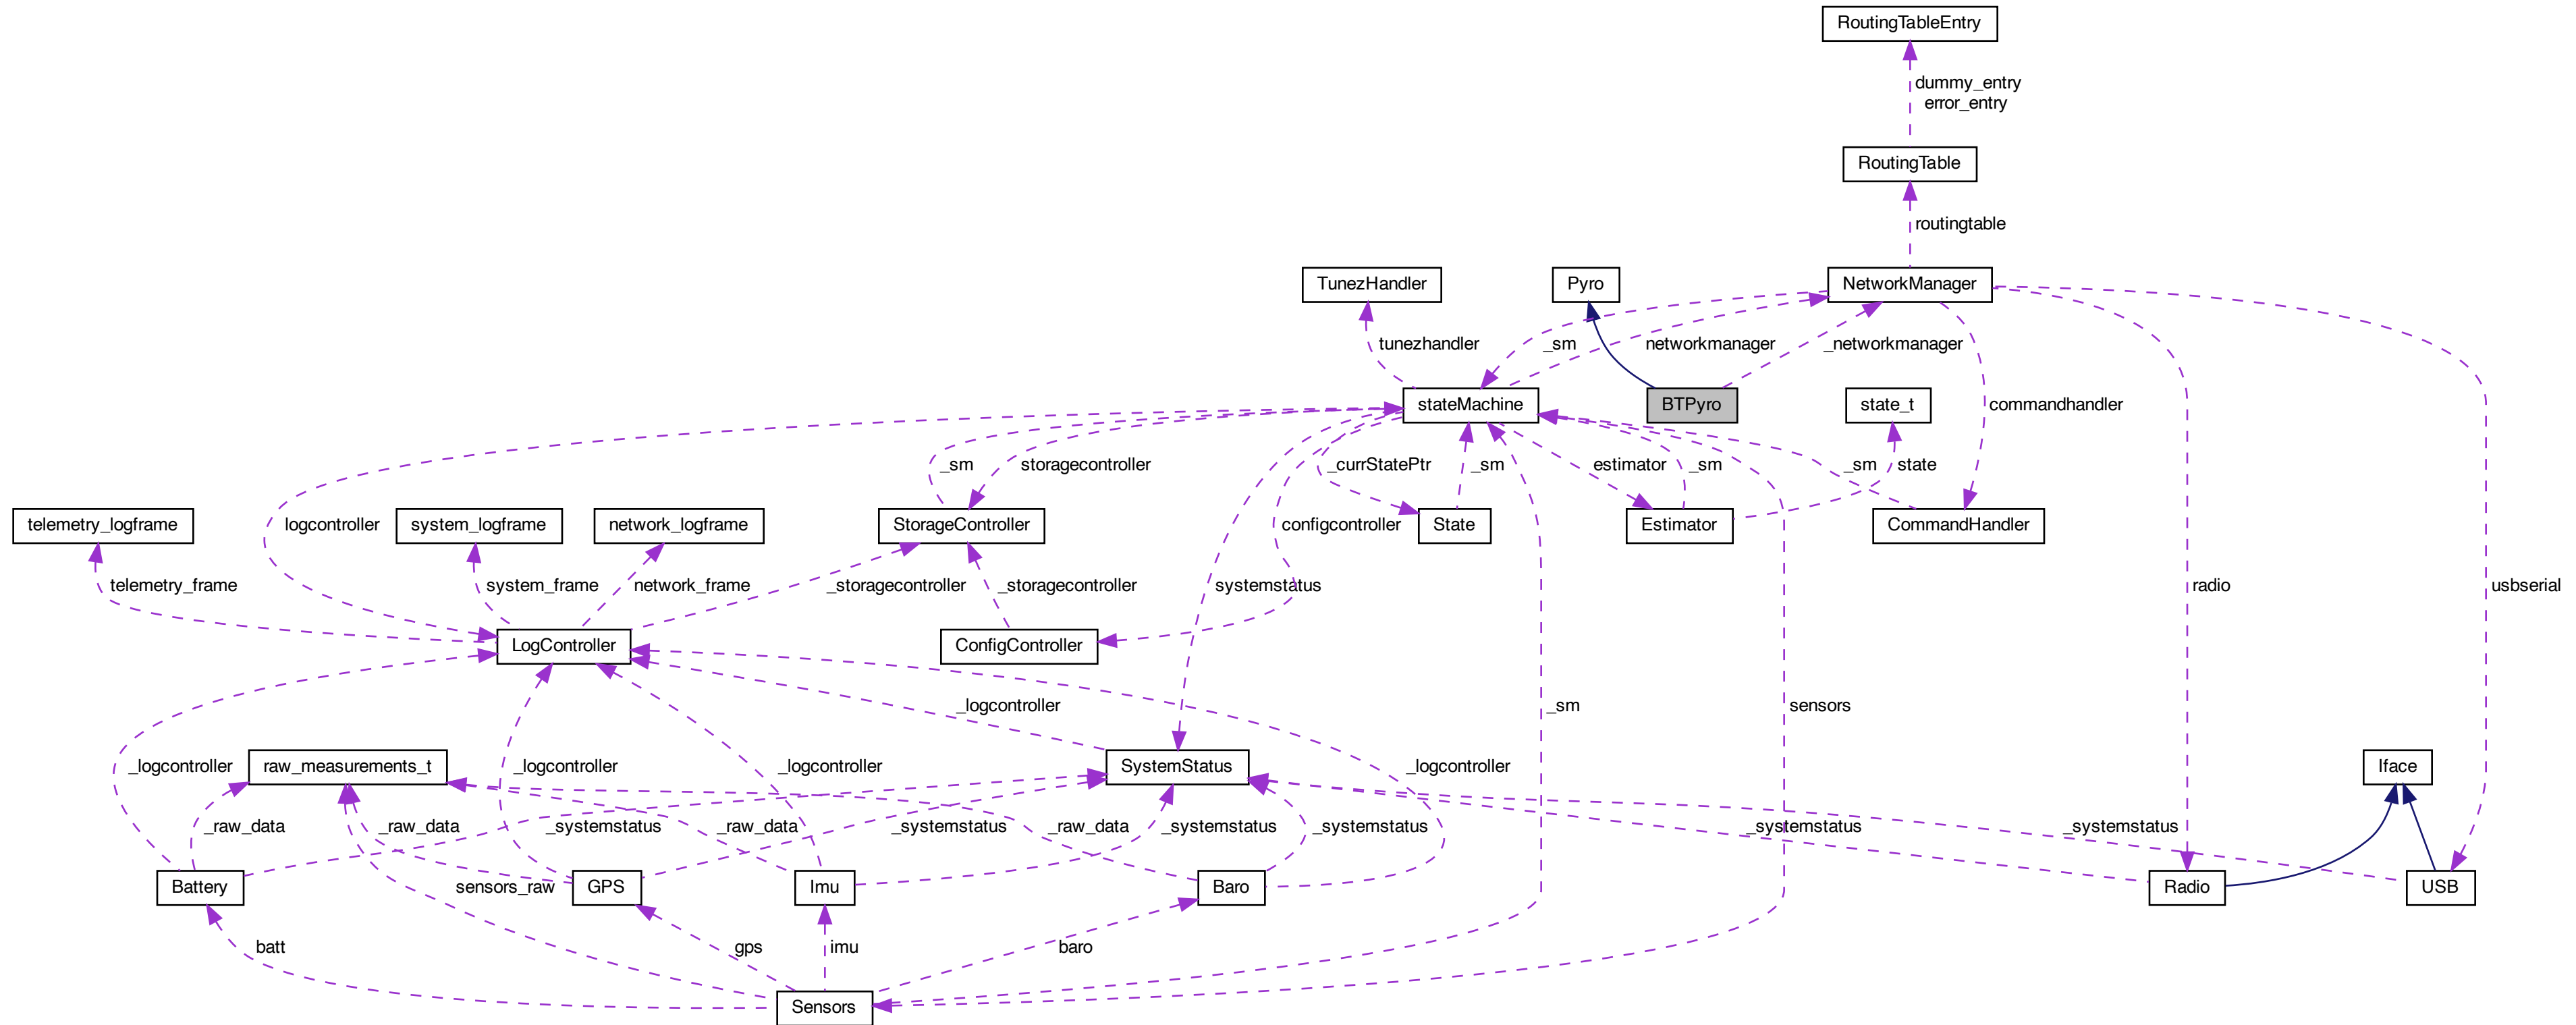 RoutingTableEntry
dummy_entry
error_entry
RoutingTable
routingtable
TunezHandler
Pyro
NetworkManager
tunezhandler
_sm
networkmanager
_networkmanager
stateMachine
BTPyro
state_t
commandhandler
_sm
storagecontroller
_currStatePtr
_sm
estimator
_sm
state
_sm
telemetry_logframe
system_logframe
network_logframe
logcontroller
StorageController
configcontroller
State
Estimator
CommandHandler
telemetry_frame
system_frame
network_frame
_storagecontroller
_storagecontroller
systemstatus
radio
usbserial
LogController
ConfigController
_logcontroller
_sm
sensors
_logcontroller
raw_measurements_t
_logcontroller
_logcontroller
SystemStatus
_logcontroller
Iface
_raw_data
_raw_data
_systemstatus
_raw_data
_systemstatus
_raw_data
_systemstatus
_systemstatus
_systemstatus
_systemstatus
Battery
sensors_raw
GPS
Imu
Baro
Radio
USB
batt
gps
imu
baro
Sensors